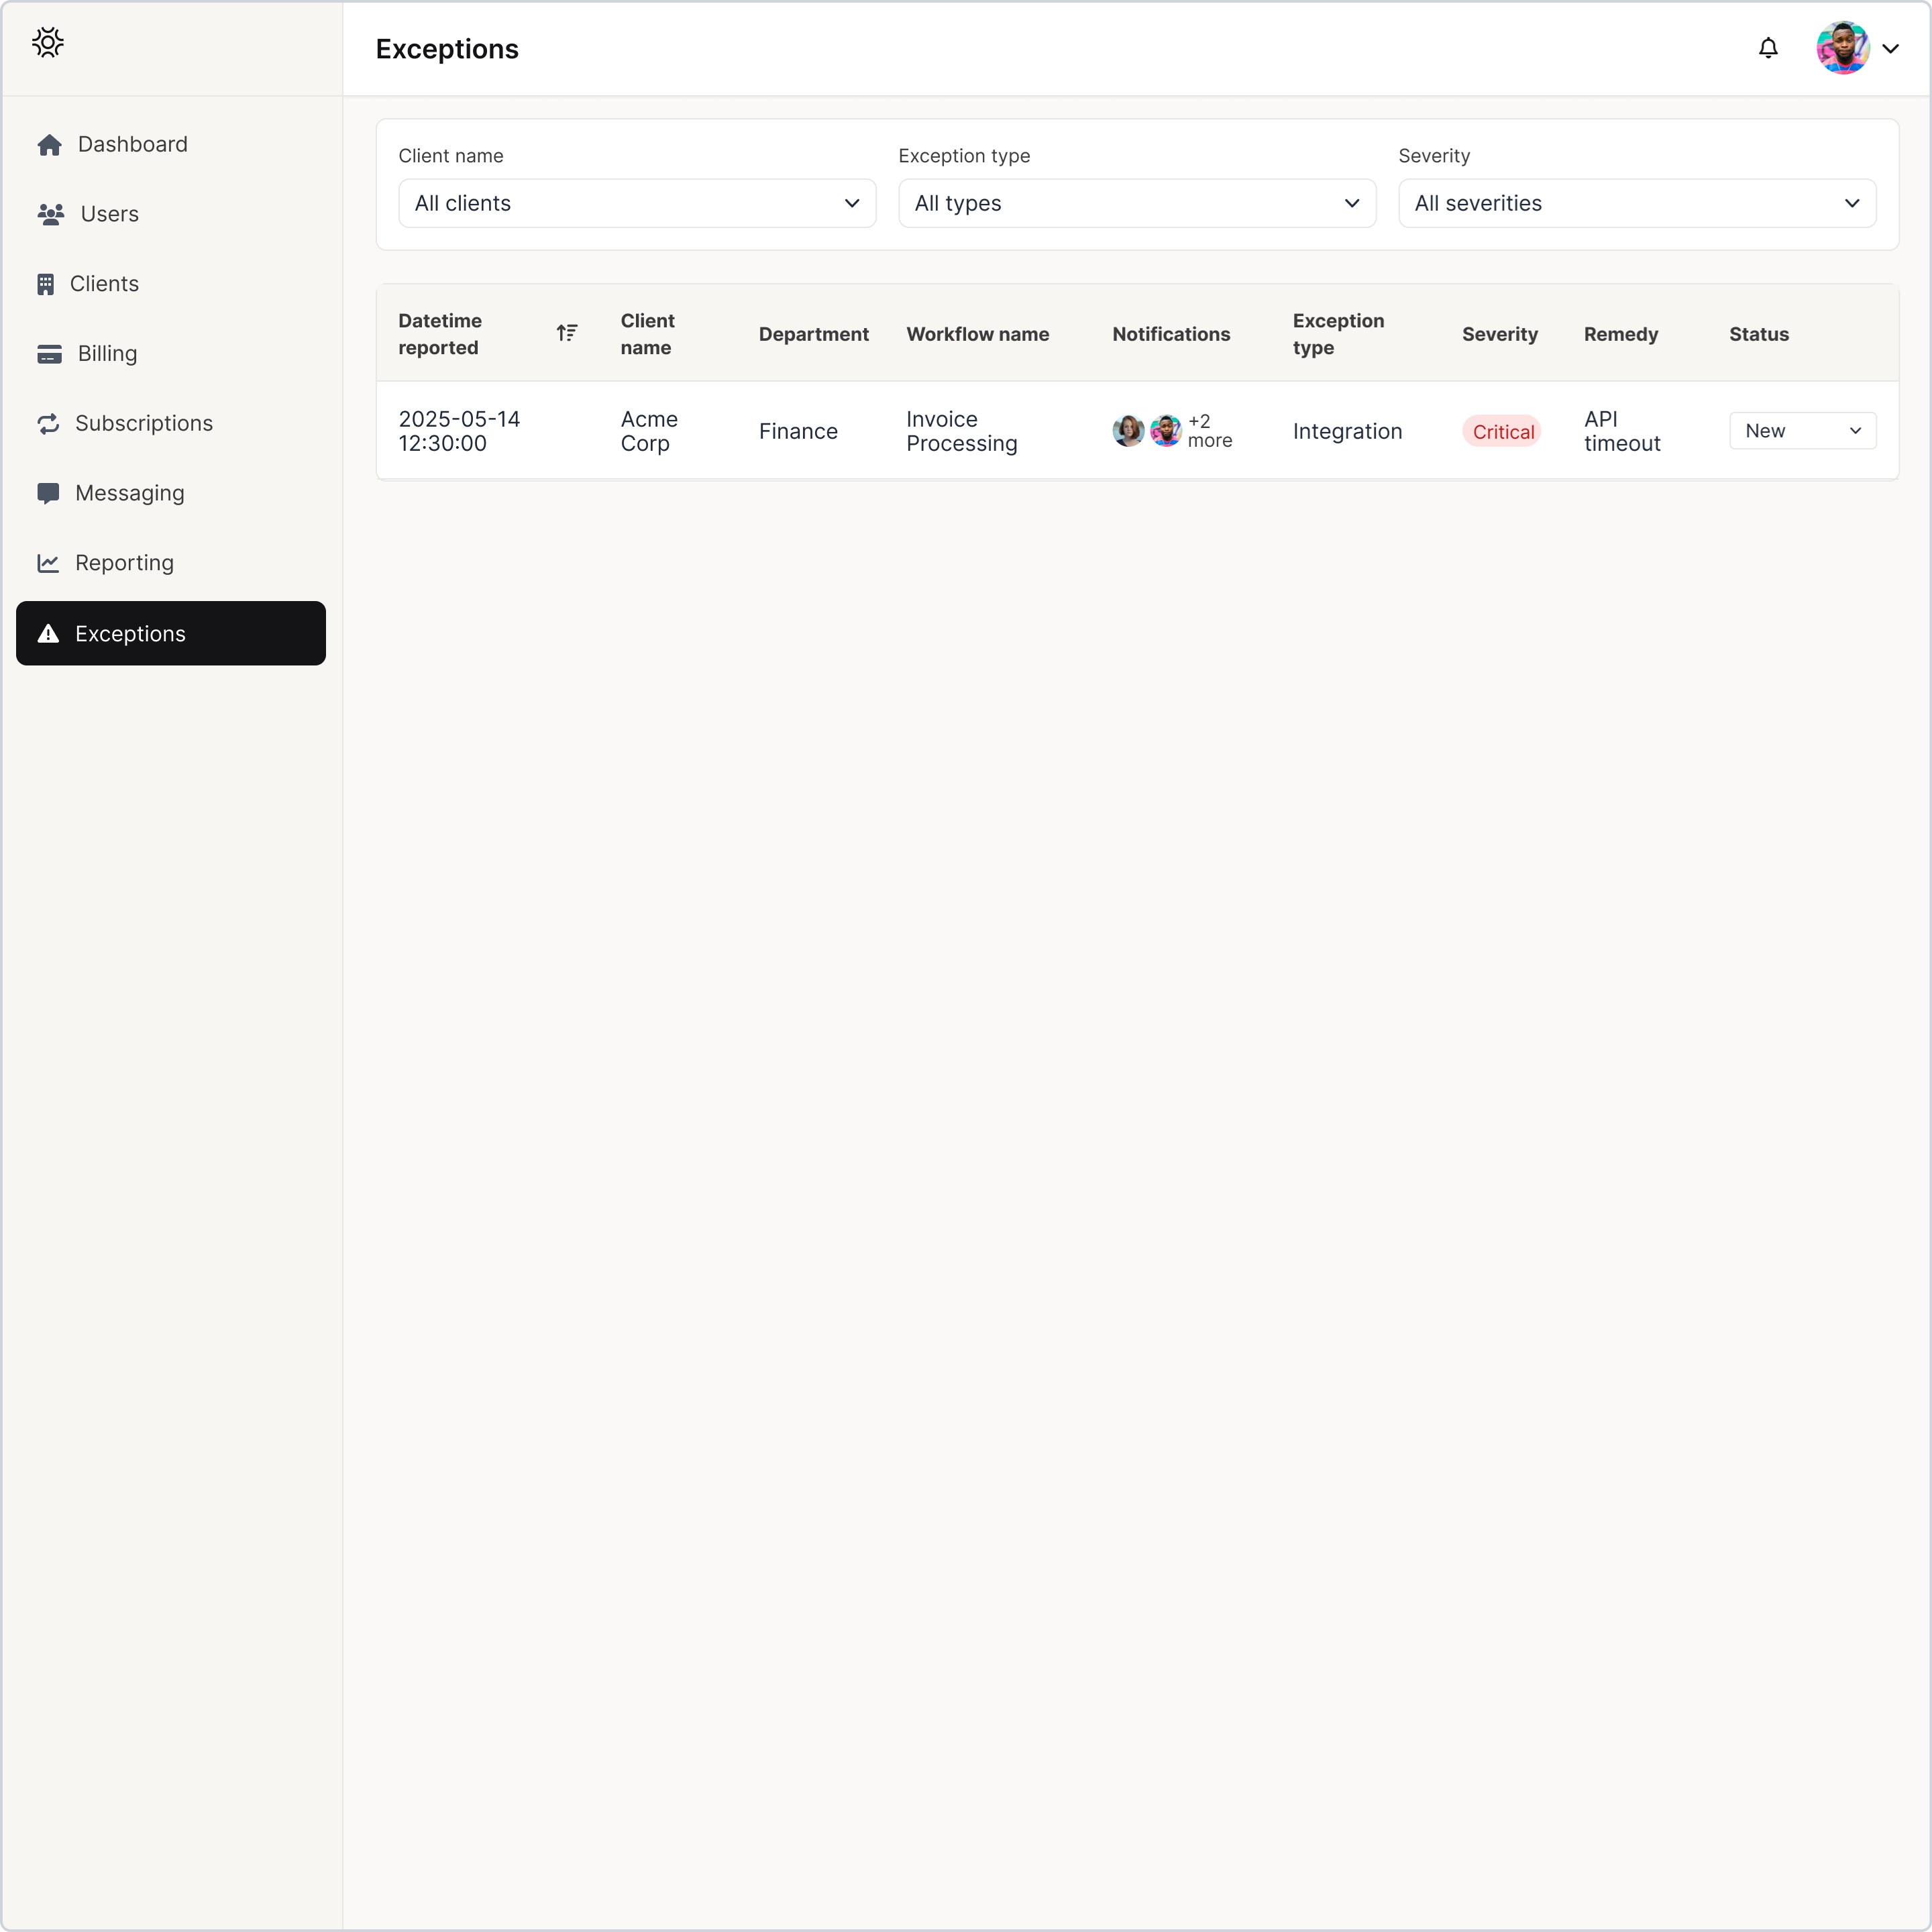 Exceptions
Dashboard
Users
Clients
Billing
Subscriptions
Messaging
Reporting
Exceptions
Client name
All clients
Exception type
All types
Severity
All severities
Datetime
reported
Client
name
Department
Workflow name
Notifications
Exception
type
Severity
Remedy
Status
2025-05-14
12:30:00
Acme
Corp
Finance
Invoice
Processing
+2
more
Integration
Critical
API
timeout
New